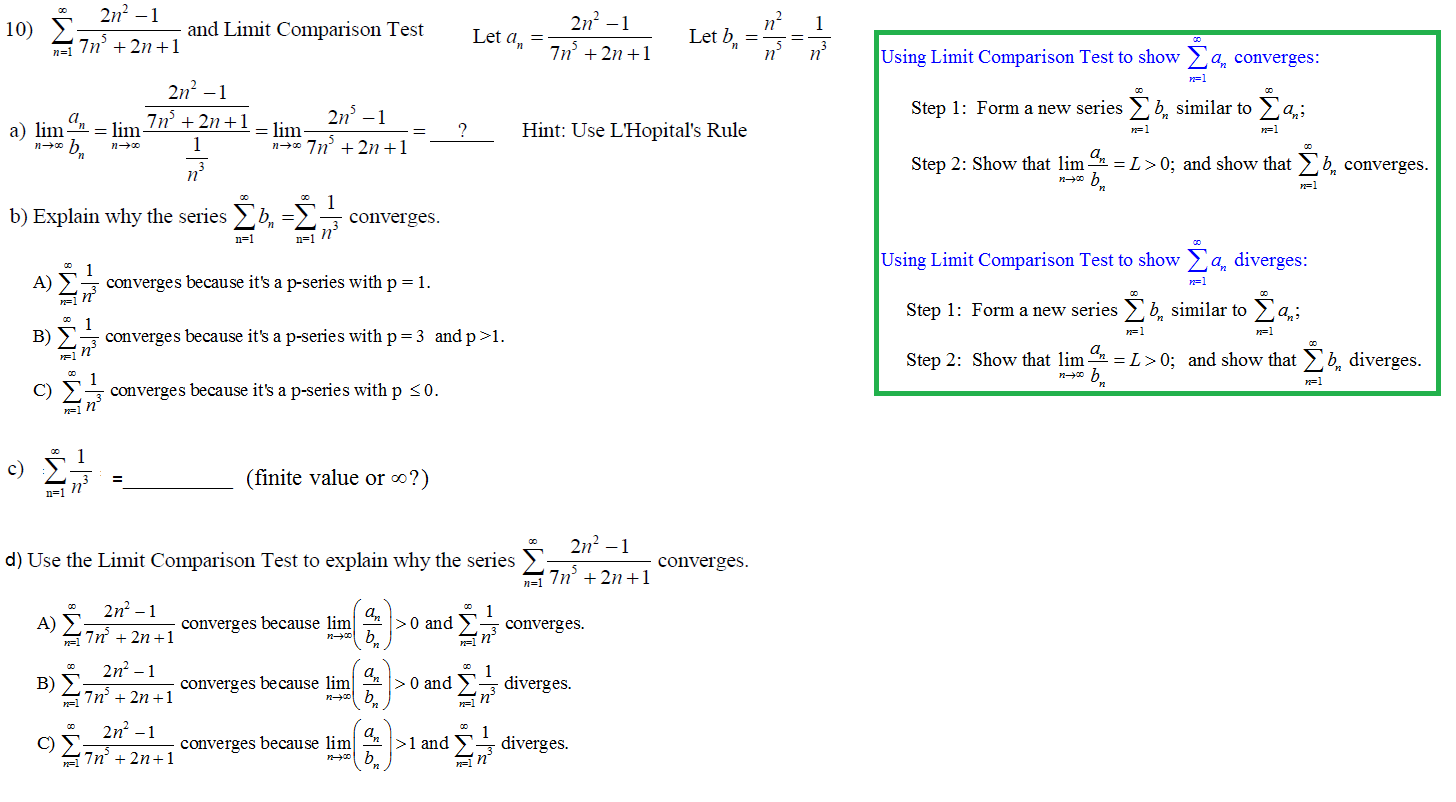 10) $\sum_{n=1}^{\infty} \frac{2n^2-1}{7n^5+2n+1}$ and Limit Comparison Test Let $a_n = \frac{2n^2-1}{7n^5+2n+1}$ Let $b_n = \frac{n^2}{n^5} = \frac{1}{n^3}$
a) $\lim_{n\to\infty} \frac{a_n}{b_n} = \lim_{n\to\infty} \frac{\frac{2n^2-1}{7n^5+2n+1}}{\frac{1}{n^3}} = \lim_{n\to\infty} \frac{2n^5-1}{7n^5+2n+1} =$ __?__ Hint: Use L'Hopital's Rule
b) Explain why the series $\sum_{n=1}^{\infty} b_n = \sum_{n=1}^{\infty} \frac{1}{n^3}$ converges.
A) $\sum_{n=1}^{\infty} \frac{1}{n^3}$ converges because it's a p-series with p = 1.
B) $\sum_{n=1}^{\infty} \frac{1}{n^3}$ converges because it's a p-series with p = 3 and p >1.
C) $\sum_{n=1}^{\infty} \frac{1}{n^3}$ converges because it's a p-series with p ≤ 0.
c) $\sum_{n=1}^{\infty} \frac{1}{n^3}$ =__________ (finite value or ∞?)
d) Use the Limit Comparison Test to explain why the series $\sum_{n=1}^{\infty} \frac{2n^2-1}{7n^5+2n+1}$ converges.
A) $\sum_{n=1}^{\infty} \frac{2n^2-1}{7n^5+2n+1}$ converges because $\lim_{n\to\infty} \left(\frac{a_n}{b_n}\right) > 0$ and $\sum_{n=1}^{\infty} \frac{1}{n^3}$ converges.
B) $\sum_{n=1}^{\infty} \frac{2n^2-1}{7n^5+2n+1}$ converges because $\lim_{n\to\infty} \left(\frac{a_n}{b_n}\right) > 0$ and $\sum_{n=1}^{\infty} \frac{1}{n^3}$ diverges.
C) $\sum_{n=1}^{\infty} \frac{2n^2-1}{7n^5+2n+1}$ converges because $\lim_{n\to\infty} \left(\frac{a_n}{b_n}\right) > 1$ and $\sum_{n=1}^{\infty} \frac{1}{n^3}$ diverges.
Using Limit Comparison Test to show $\sum_{n=1}^{\infty} a_n$ converges:
Step 1: Form a new series $\sum_{n=1}^{\infty} b_n$ similar to $\sum_{n=1}^{\infty} a_n$;
Step 2: Show that $\lim_{n\to\infty} \frac{a_n}{b_n} = L > 0$; and show that $\sum_{n=1}^{\infty} b_n$ converges.
Using Limit Comparison Test to show $\sum_{n=1}^{\infty} a_n$ diverges:
Step 1: Form a new series $\sum_{n=1}^{\infty} b_n$ similar to $\sum_{n=1}^{\infty} a_n$;
Step 2: Show that $\lim_{n\to\infty} \frac{a_n}{b_n} = L > 0$; and show that $\sum_{n=1}^{\infty} b_n$ diverges.